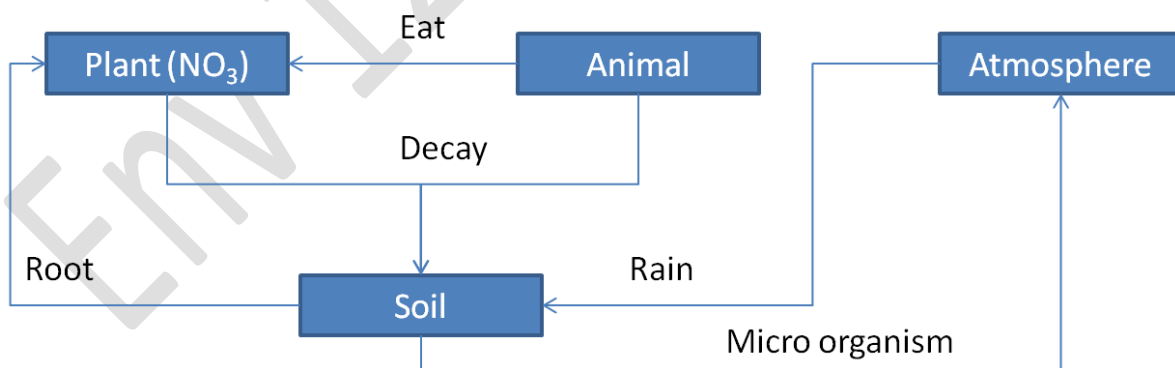 Eat
Plant (NO₃)
Animal
Atmosphere
Decay
Root
Rain
Soil
Micro organism